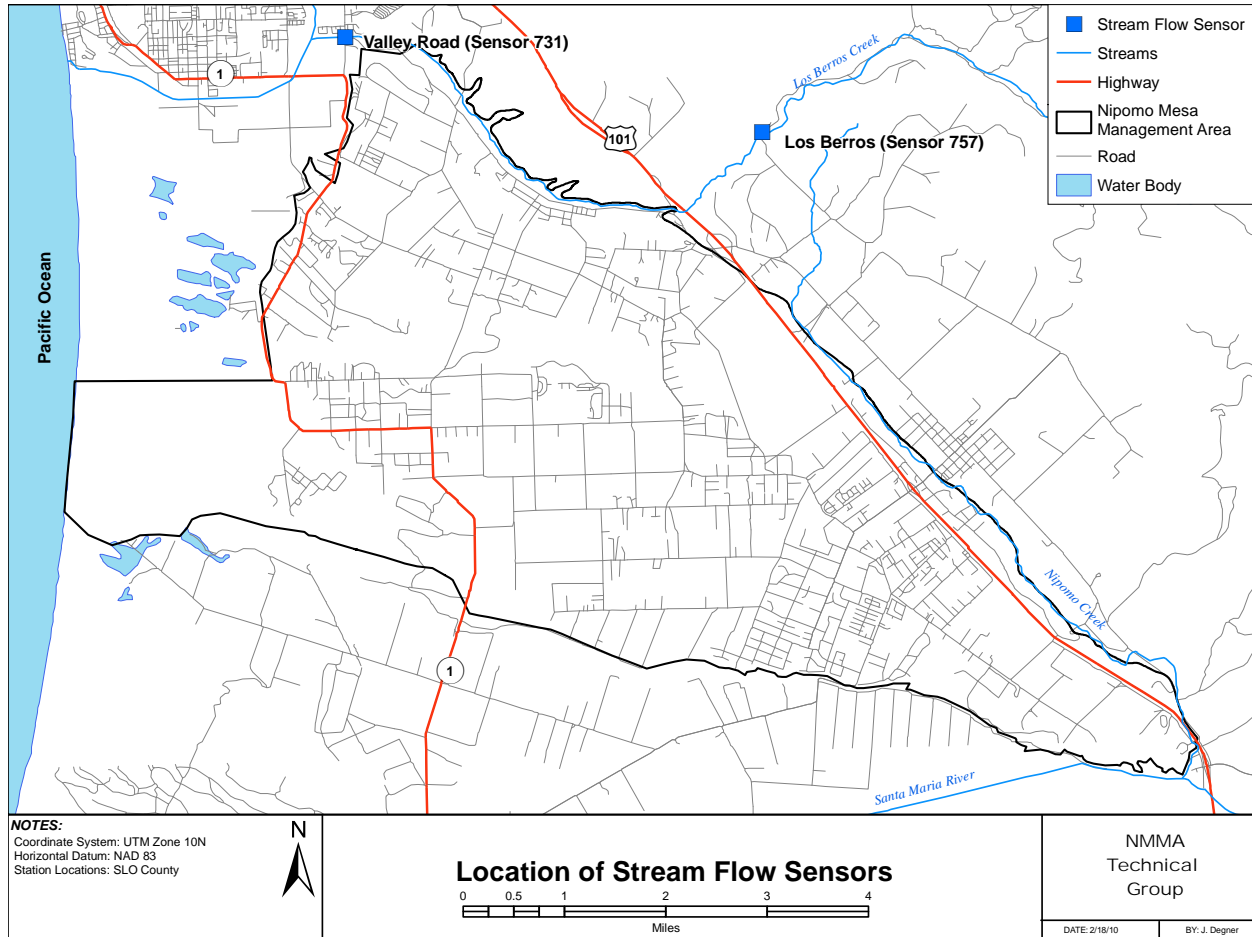 Stream Flow Sensor
Streams
Highway
Nipomo Mesa
Management Area
Road
Water Body
Valley Road (Sensor 731)
1
101
Los Berros Creek
Los Berros (Sensor 757)
Pacific Ocean
Nipomo Creek
1
Santa Maria River
NOTES:
Coordinate System: UTM Zone 10N
Horizontal Datum: NAD 83
Station Locations: SLO County
N
Location of Stream Flow Sensors
0 0.5 1 2 3 4
Miles
NMMA
Technical
Group
DATE: 2/18/10
BY: J. Degner